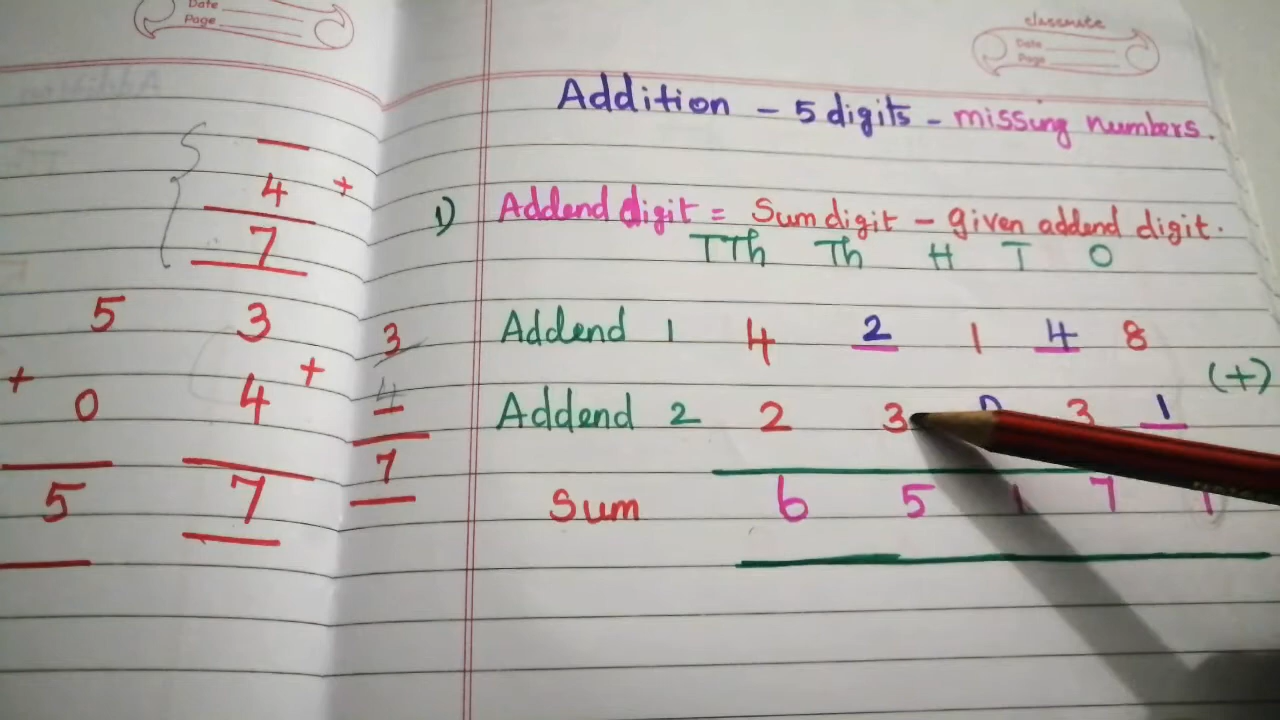 Date
Page
classmate
Date
Page
Addition - 5 digits - missing numbers.
4 +
7
5 3 3
+ 0 4 + 4
5 7 7
1) Addend digit = Sum digit - given addend digit.
TTh Th H T O
Addend 1 4 2 1 4 8
(+)
Addend 2 2 3 3 1
Sum 6 5 1 7